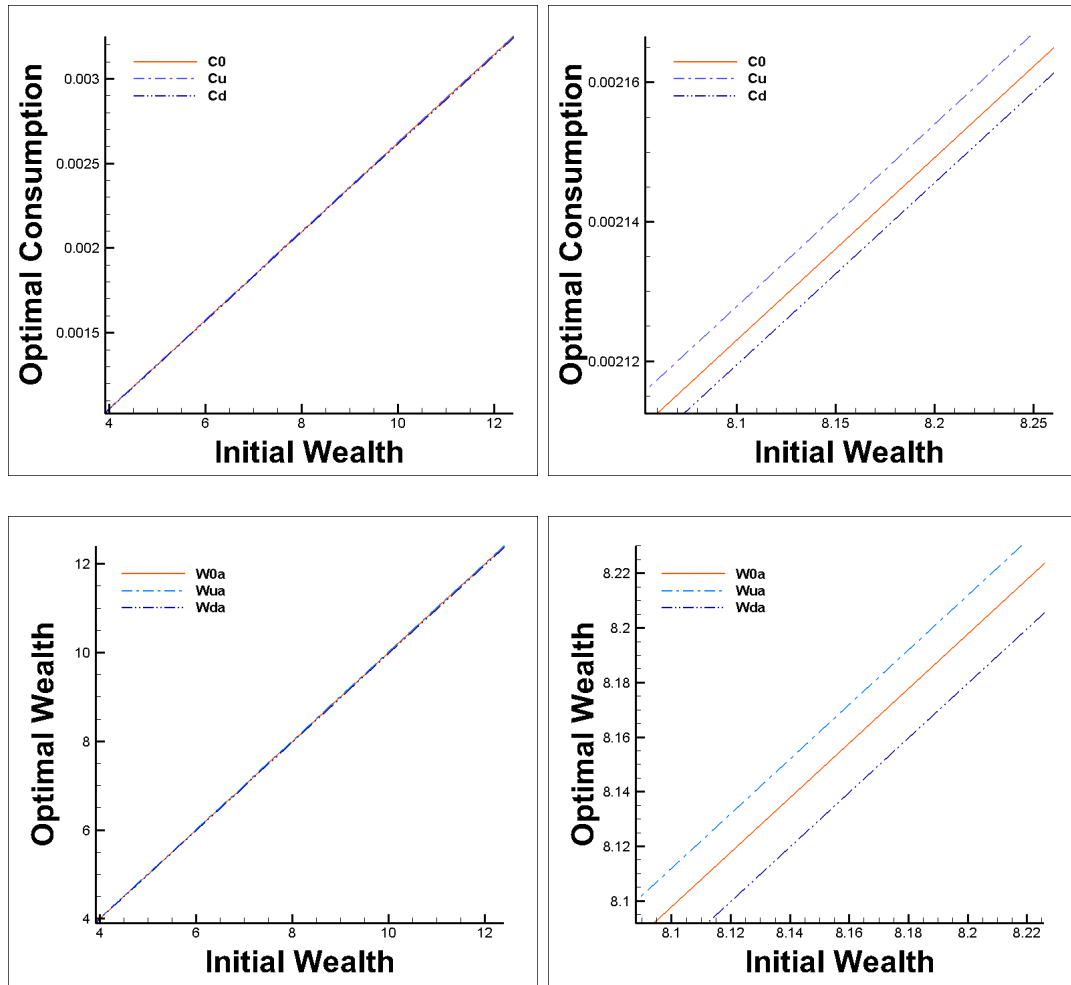 Optimal Consumption
0.003
0.0025
0.002
0.0015
C0
Cu
Cd
4
6
8
10
12
Initial Wealth
Optimal Consumption
0.00216
0.00214
0.00212
C0
Cu
Cd
8.1
8.15
8.2
8.25
Initial Wealth
Optimal Wealth
12
10
8
6
4
W0a
Wua
Wda
4
6
8
10
12
Initial Wealth
Optimal Wealth
8.22
8.2
8.18
8.16
8.14
8.12
8.1
W0a
Wua
Wda
8.1
8.12
8.14
8.16
8.18
8.2
8.22
Initial Wealth